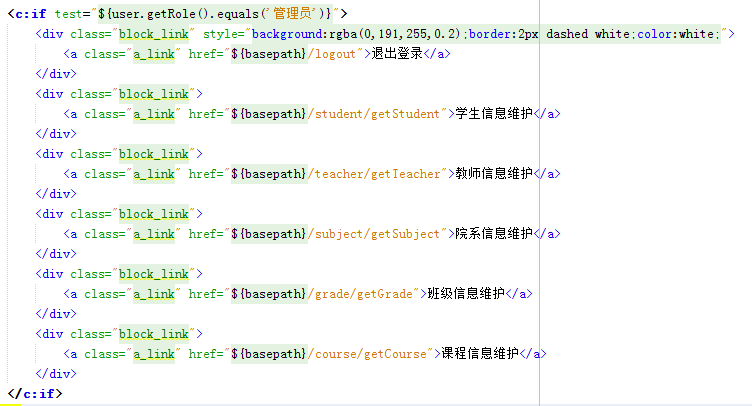 <c:if test="${user.getRole().equals('管理员')}">
<div class="block_link" style="background:rgba(0,191,255,0.2);border:2px dashed white;color:white;">
<a class="a_link" href="${basepath}/logout">退出登录</a>
</div>
<div class="block_link">
<a class="a_link" href="${basepath}/student/getStudent">学生信息维护</a>
</div>
<div class="block_link">
<a class="a_link" href="${basepath}/teacher/getTeacher">教师信息维护</a>
</div>
<div class="block_link">
<a class="a_link" href="${basepath}/subject/getSubject">院系信息维护</a>
</div>
<div class="block_link">
<a class="a_link" href="${basepath}/grade/getGrade">班级信息维护</a>
</div>
<div class="block_link">
<a class="a_link" href="${basepath}/course/getCourse">课程信息维护</a>
</div>
</c:if>